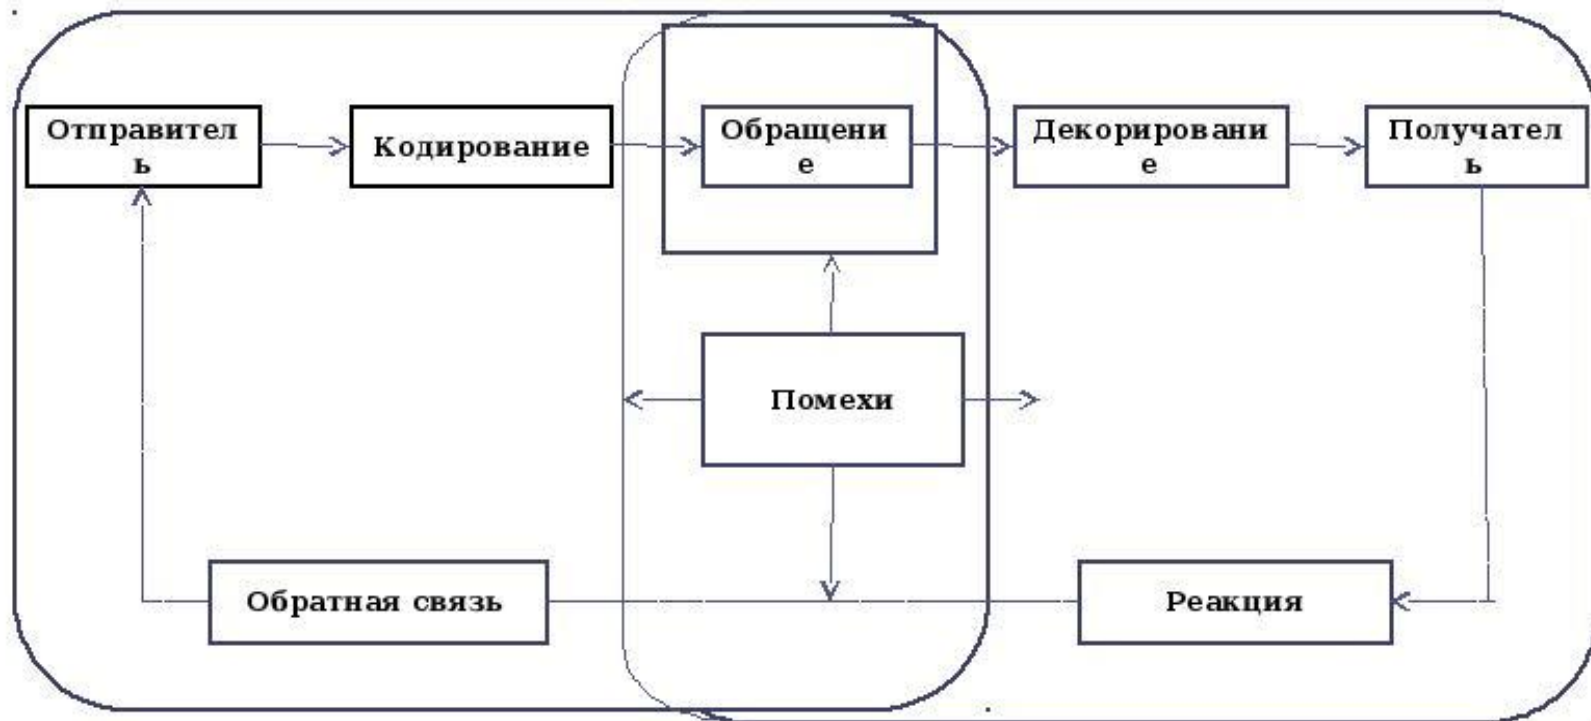 Отправител
ь
Кодирование
Обращени
е
Декорировани
е
Получател
ь
Помехи
Обратная связь
Реакция